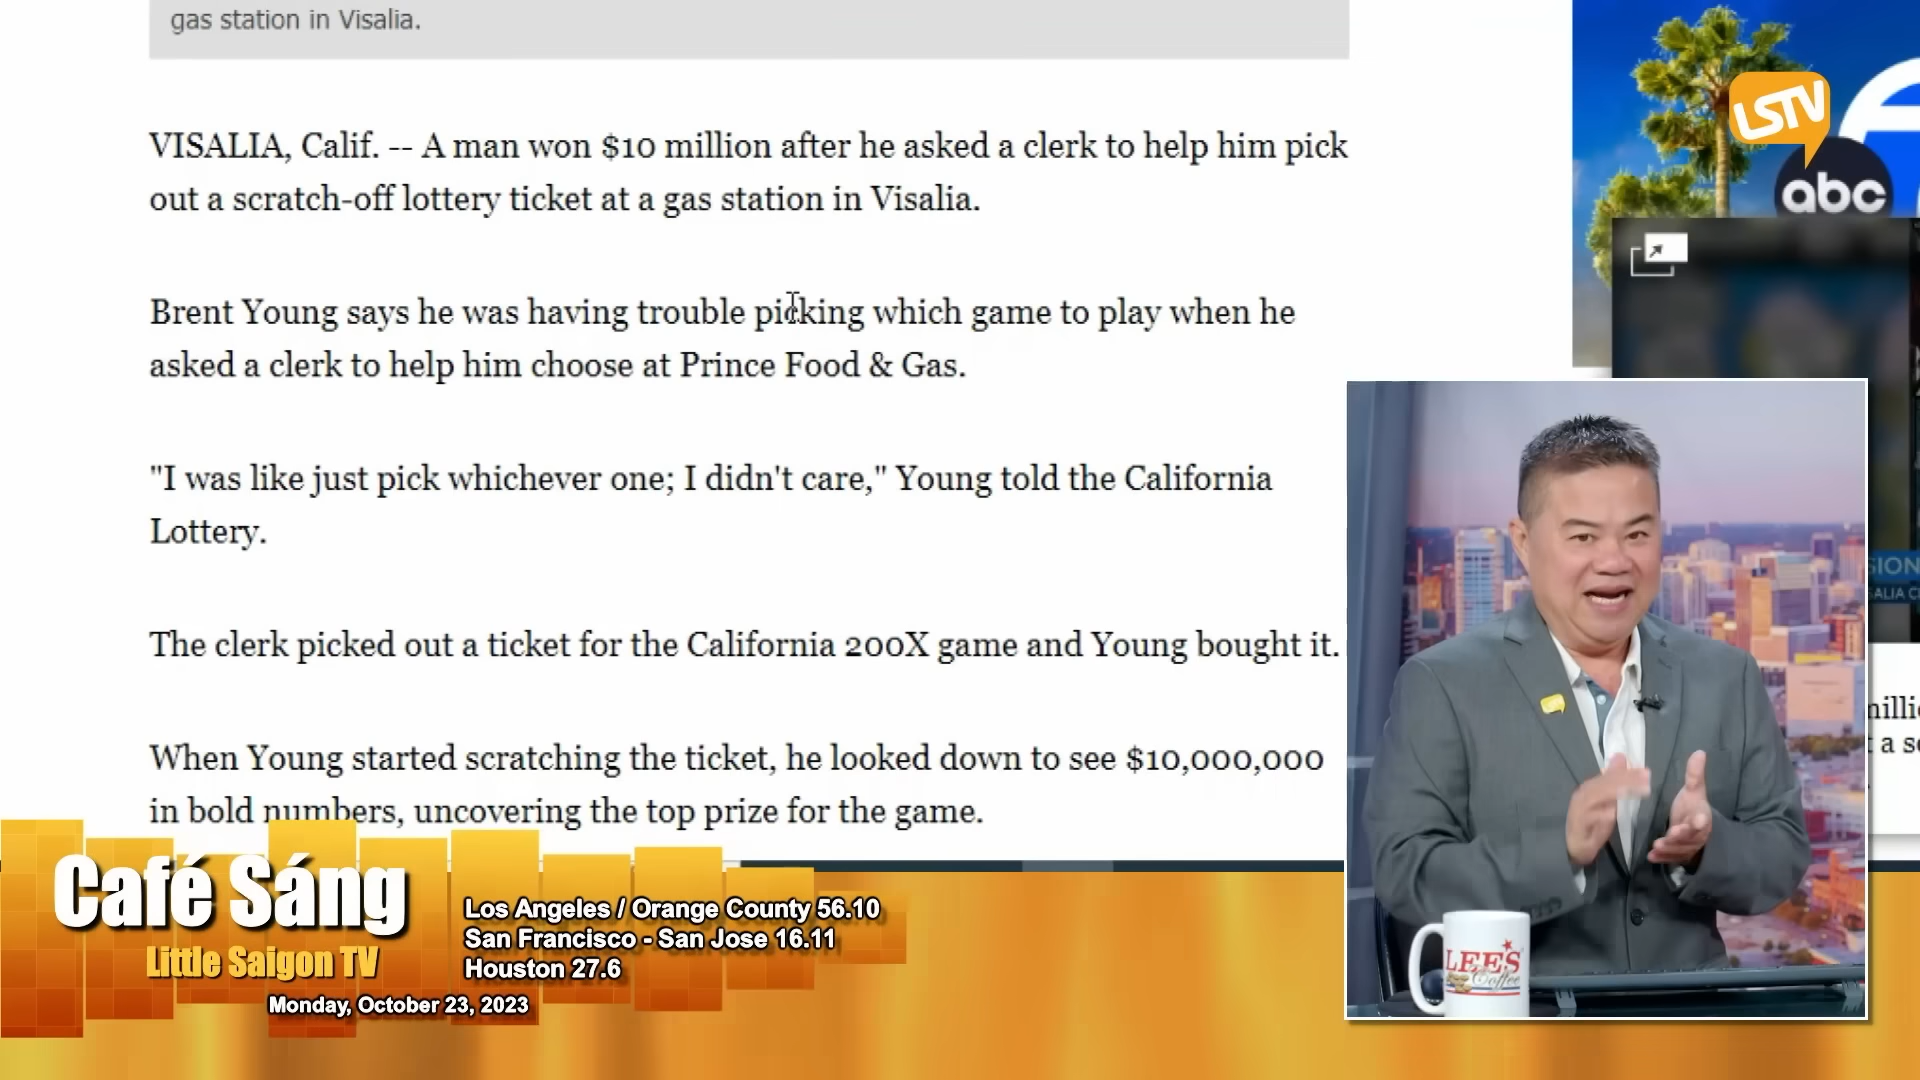 gas station in Visalia.
VISALIA, Calif. -- A man won $10 million after he asked a clerk to help him pick
out a scratch-off lottery ticket at a gas station in Visalia.
Brent Young says he was having trouble picking which game to play when he
asked a clerk to help him choose at Prince Food & Gas.
"I was like just pick whichever one; I didn't care," Young told the California
Lottery.
The clerk picked out a ticket for the California 200X game and Young bought it.
When Young started scratching the ticket, he looked down to see $10,000,000
in bold numbers, uncovering the top prize for the game.
LSTV
abc
LEE'S
Coffee
Café Sáng
Little Saigon TV
Los Angeles / Orange County 56.10
San Francisco - San Jose 16.11
Houston 27.6
Monday, October 23, 2023